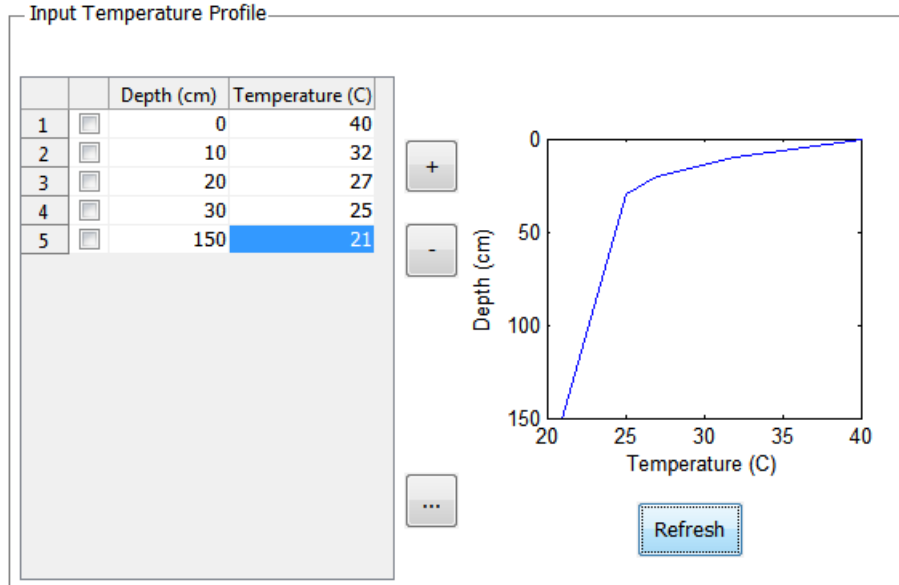 Input Temperature Profile
Depth (cm) Temperature (C)
1 0 40
2 10 32
3 20 27
4 30 25
5 150 21
+
-
...
0
50
100
150
Depth (cm)
20 25 30 35 40
Temperature (C)
Refresh